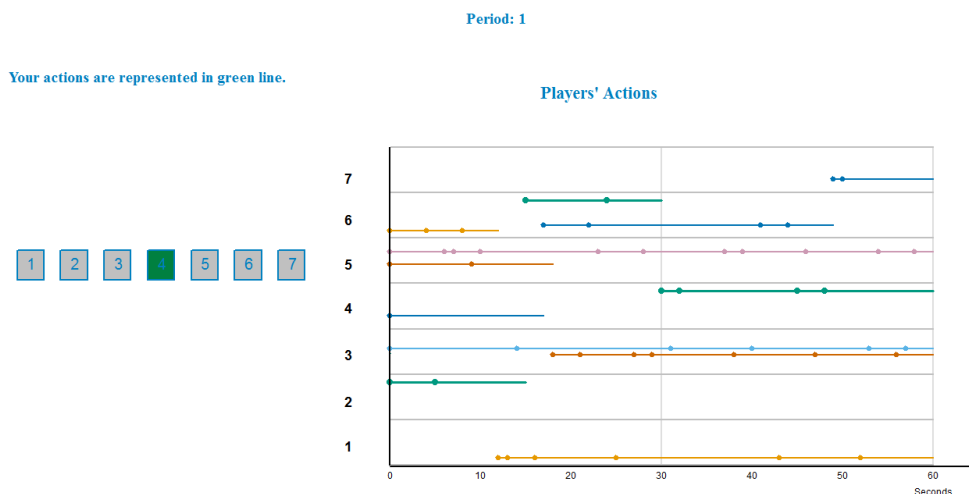 Period: 1
Your actions are represented in green line.
Players' Actions
7
6
1 2 3 4 5 6 7
5
4
3
2
1
0 10 20 30 40 50 60
Seconds